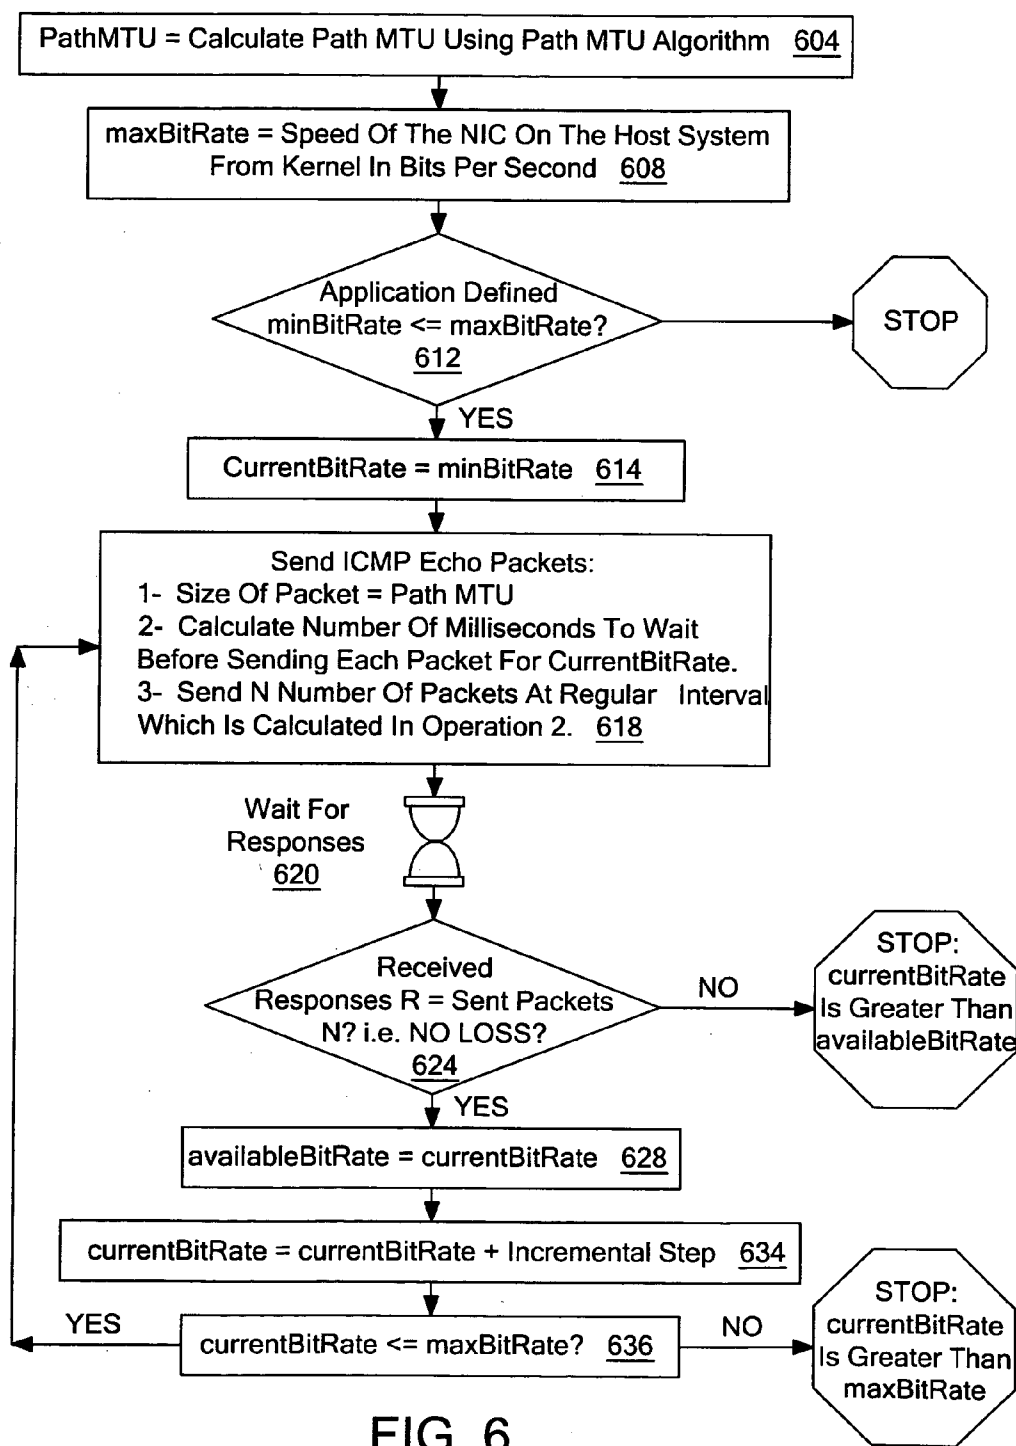 PathMTU = Calculate Path MTU Using Path MTU Algorithm 604
maxBitRate = Speed Of The NIC On The Host System
From Kernel In Bits Per Second 608
Application Defined
minBitRate <= maxBitRate?
612
STOP
YES
CurrentBitRate = minBitRate 614
Send ICMP Echo Packets:
1- Size Of Packet = Path MTU
2- Calculate Number Of Milliseconds To Wait
Before Sending Each Packet For CurrentBitRate.
3- Send N Number Of Packets At Regular Interval
Which Is Calculated In Operation 2. 618
Wait For
Responses
620
Received
Responses R = Sent Packets
N? i.e. NO LOSS?
624
NO
STOP:
currentBitRate
Is Greater Than
availableBitRate
YES
availableBitRate = currentBitRate 628
currentBitRate = currentBitRate + Incremental Step 634
YES
currentBitRate <= maxBitRate? 636
NO
STOP:
currentBitRate
Is Greater Than
maxBitRate
FIG. 6